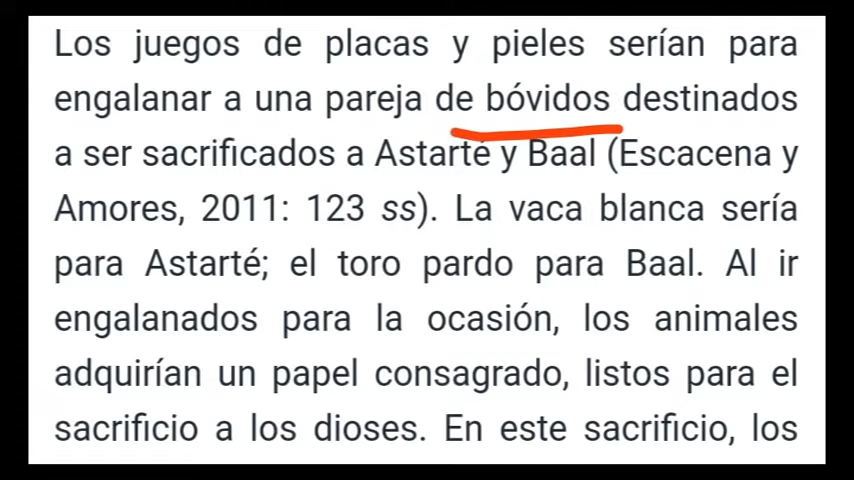 Los juegos de placas y pieles serían para
engalanar a una pareja de bóvidos destinados
a ser sacrificados a Astarté y Baal (Escacena y
Amores, 2011: 123 ss). La vaca blanca sería
para Astarté; el toro pardo para Baal. Al ir
engalanados para la ocasión, los animales
adquirían un papel consagrado, listos para el
sacrificio a los dioses. En este sacrificio, los